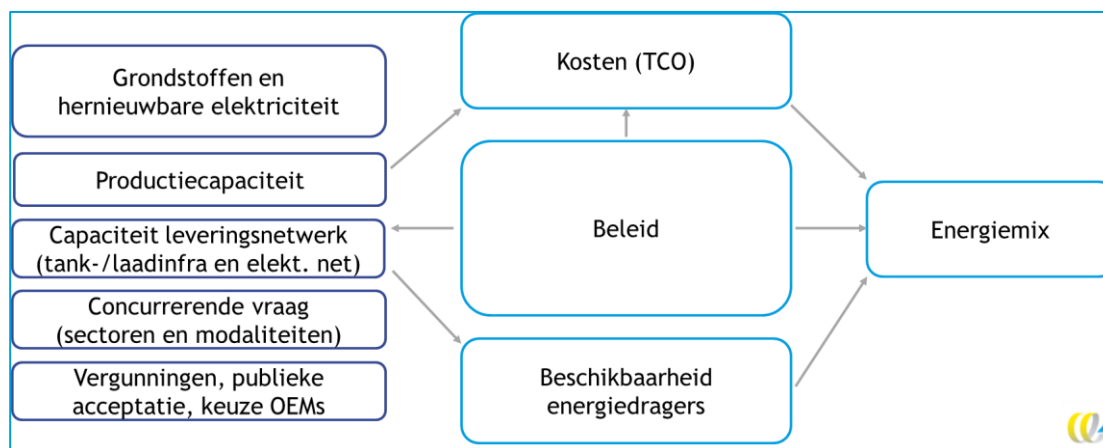 Grondstoffen en
hernieuwbare elektriciteit
Productiecapaciteit
Capaciteit leveringsnetwerk
(tank-/laadinfra en elekt. net)
Concurrerende vraag
(sectoren en modaliteiten)
Vergunningen, publieke
acceptatie, keuze OEMs
Kosten (TCO)
Beleid
Beschikbaarheid
energiedragers
Energiemix